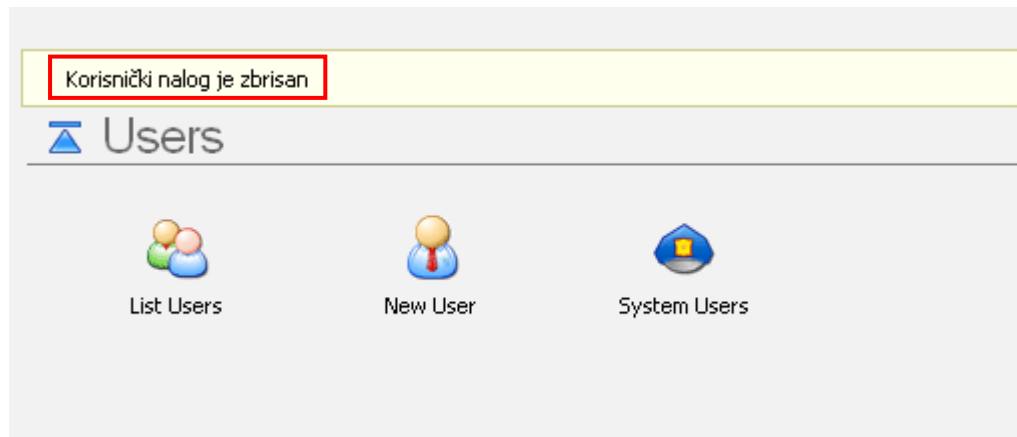 Korisnički nalog je zbrisan
Users
List Users
New User
System Users